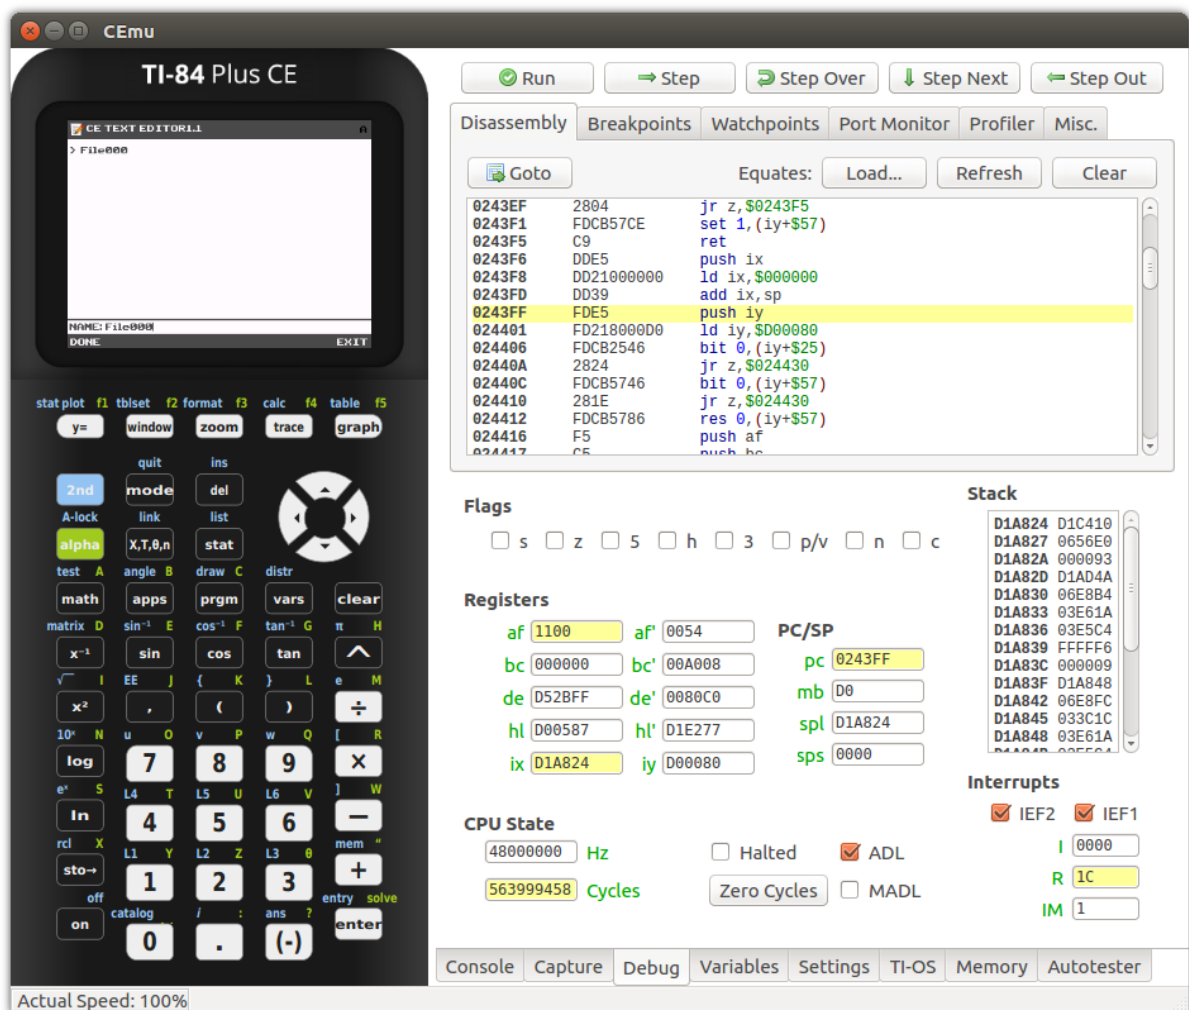 CEmu
TI-84 Plus CE
CE TEXT EDITOR1.1 A
> File000
NAME: File000
DONE EXIT
stat plot f1 tblset f2 format f3 calc f4 table f5
y= window zoom trace graph
quit ins
2nd mode del
A-lock link list
alpha X,T,θ,n stat
test A angle B draw C distr
math apps prgm vars clear
matrix D sin⁻¹ E cos⁻¹ F tan⁻¹ G π H
x⁻¹ sin cos tan ^
√ I EE J { K } L e M
x² , ( ) ÷
10ˣ N u O v P w Q [ R
log 7 8 9 ×
eˣ S L4 T L5 U L6 V ] W
ln 4 5 6 −
rcl X L1 Y L2 Z L3 θ mem "
sto→ 1 2 3 +
off catalog i : ans ? entry solve
on 0 . (-) enter
Run Step Step Over Step Next Step Out
Disassembly Breakpoints Watchpoints Port Monitor Profiler Misc.
Goto Equates: Load... Refresh Clear
0243EF 2804 jr z,$0243F5
0243F1 FDCB57CE set 1,(iy+$57)
0243F5 C9 ret
0243F6 DDE5 push ix
0243F8 DD21000000 ld ix,$000000
0243FD DD39 add ix,sp
0243FF FDE5 push iy
024401 FD218000D0 ld iy,$D00080
024406 FDCB2546 bit 0,(iy+$25)
02440A 2824 jr z,$024430
02440C FDCB5746 bit 0,(iy+$57)
024410 281E jr z,$024430
024412 FDCB5786 res 0,(iy+$57)
024416 F5 push af
024417 C5 push bc
Flags
s z 5 h 3 p/v n c
Registers
af 1100 af' 0054
bc 000000 bc' 00A008
de D52BFF de' 0080C0
hl D00587 hl' D1E277
ix D1A824 iy D00080
PC/SP
pc 0243FF
mb D0
spl D1A824
sps 0000
Stack
D1A824 D1C410
D1A827 0656E0
D1A82A 000093
D1A82D D1AD4A
D1A830 06E8B4
D1A833 03E61A
D1A836 03E5C4
D1A839 FFFFF6
D1A83C 000009
D1A83F D1A848
D1A842 06E8FC
D1A845 033C1C
D1A848 03E61A
CPU State
48000000 Hz Halted ADL
563999458 Cycles Zero Cycles MADL
Interrupts
IEF2 IEF1
I 0000
R 1C
IM 1
Console Capture Debug Variables Settings TI-OS Memory Autotester
Actual Speed: 100%